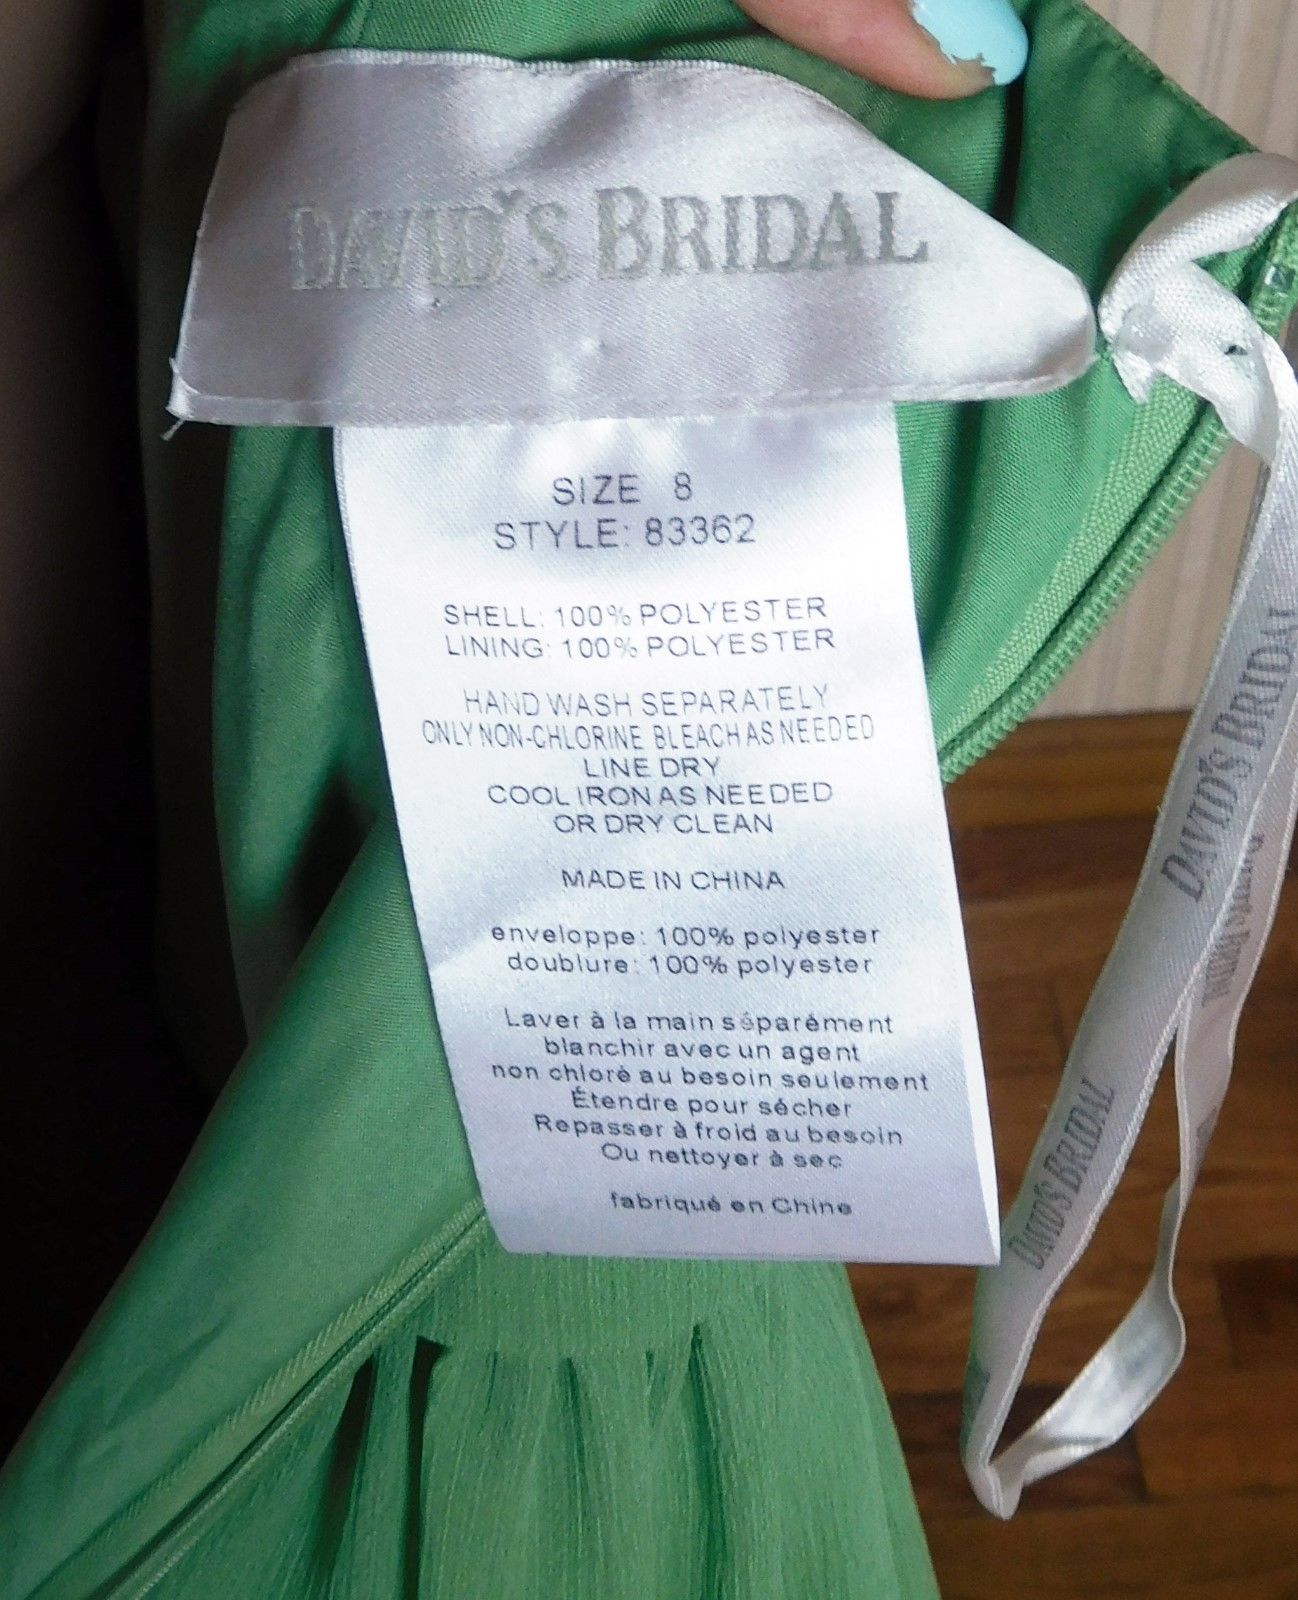 DAVID'S BRIDAL
SIZE 8
STYLE: 83362
SHELL: 100% POLYESTER
LINING: 100% POLYESTER
HAND WASH SEPARATELY
ONLY NON-CHLORINE BLEACH AS NEEDED
LINE DRY
COOL IRON AS NEEDED
OR DRY CLEAN
MADE IN CHINA
enveloppe: 100% polyester
doublure: 100% polyester
Laver à la main séparément
blanchir avec un agent
non chloré au besoin seulement
Étendre pour sécher
Repasser à froid au besoin
Ou nettoyer à sec
fabriqué en Chine
DAVID'S BRIDAL
DAVID'S BRIDAL